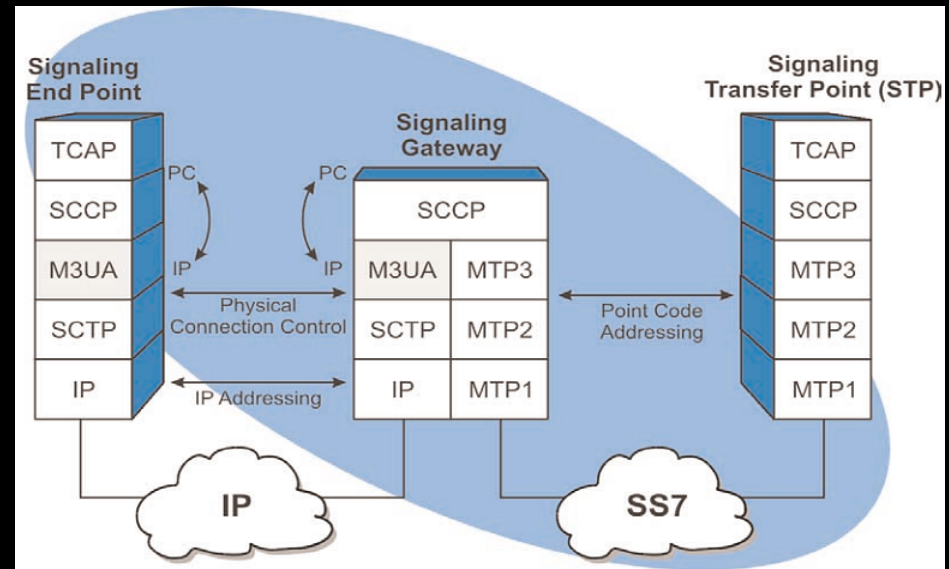 Signaling
End Point
TCAP
SCCP
M3UA
SCTP
IP
PC
IP
Physical
Connection Control
IP Addressing
PC
IP
Signaling
Gateway
SCCP
M3UA
MTP3
SCTP
MTP2
IP
MTP1
Point Code
Addressing
Signaling
Transfer Point (STP)
TCAP
SCCP
MTP3
MTP2
MTP1
IP
SS7